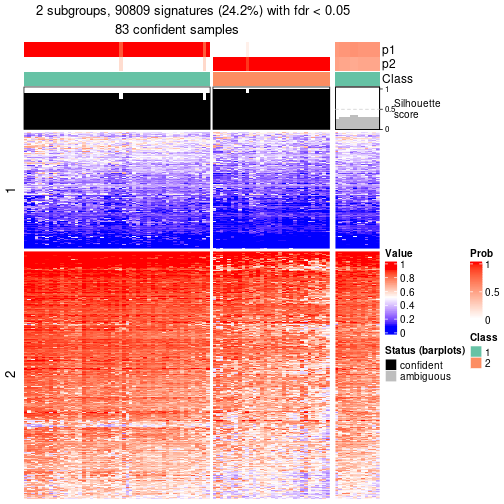 2 subgroups, 90809 signatures (24.2%) with fdr < 0.05
83 confident samples
p1
p2
Class
1
0.5
0
Silhouette
score
1
2
Value
1
0.8
0.6
0.4
0.2
0
Prob
1
0.5
0
Status (barplots)
confident
ambiguous
Class
1
2